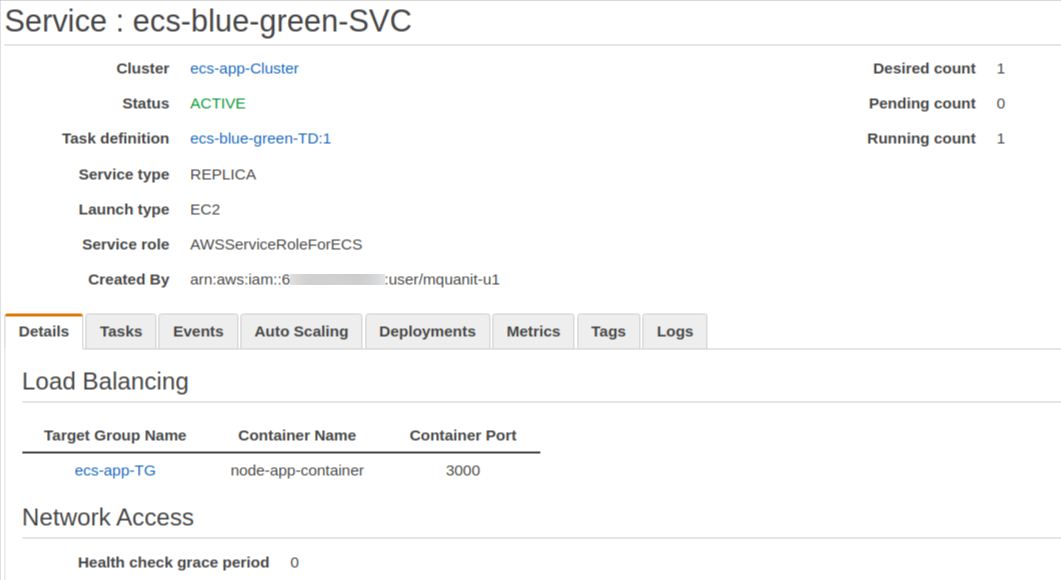 Service : ecs-blue-green-SVC
Cluster ecs-app-Cluster Desired count 1
Status ACTIVE Pending count 0
Task definition ecs-blue-green-TD:1 Running count 1
Service type REPLICA
Launch type EC2
Service role AWSServiceRoleForECS
Created By arn:aws:iam::6 :user/mquanit-u1
Details Tasks Events Auto Scaling Deployments Metrics Tags Logs
Load Balancing
Target Group Name Container Name Container Port
ecs-app-TG node-app-container 3000
Network Access
Health check grace period 0